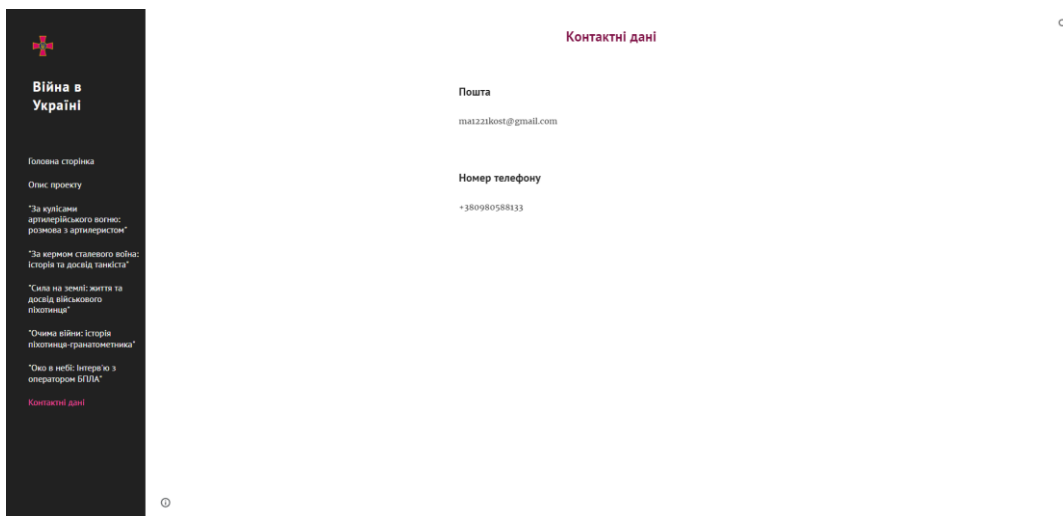 Війна в
Україні
Головна сторінка
Опис проекту
"За кулісами
артилерійського вогню:
розмова з артилеристом"
"За кермом сталевого воїна:
історія та досвід танкіста"
"Сила на землі: життя та
досвід військового
піхотинця"
"Очима війни: історія
піхотинця-гранатометника"
"Око в небі: Інтерв'ю з
оператором БПЛА"
Контактні дані
Контактні дані
Пошта
ma1221kost@gmail.com
Номер телефону
+380980588133